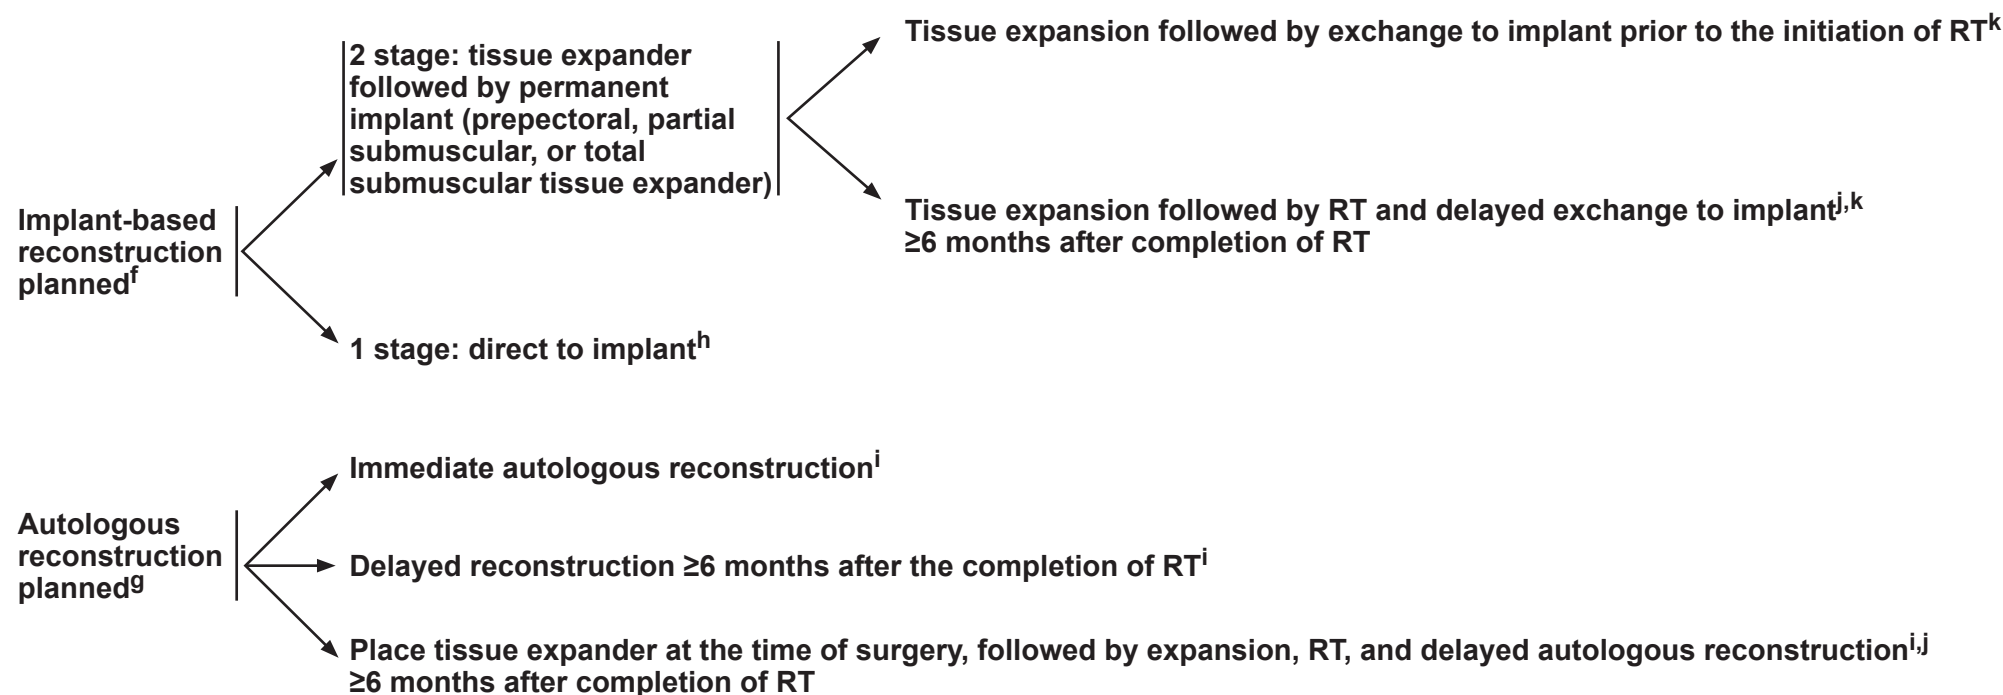 2 stage: tissue expander
followed by permanent
implant (prepectoral, partial
submuscular, or total
submuscular tissue expander)
Tissue expansion followed by exchange to implant prior to the initiation of RTᵏ
Tissue expansion followed by RT and delayed exchange to implantʲ,ᵏ
≥6 months after completion of RT
Implant-based
reconstruction
plannedᶠ
1 stage: direct to implantʰ
Immediate autologous reconstructionⁱ
Autologous
reconstruction
plannedᵍ
Delayed reconstruction ≥6 months after the completion of RTⁱ
Place tissue expander at the time of surgery, followed by expansion, RT, and delayed autologous reconstructionⁱ,ʲ
≥6 months after completion of RT